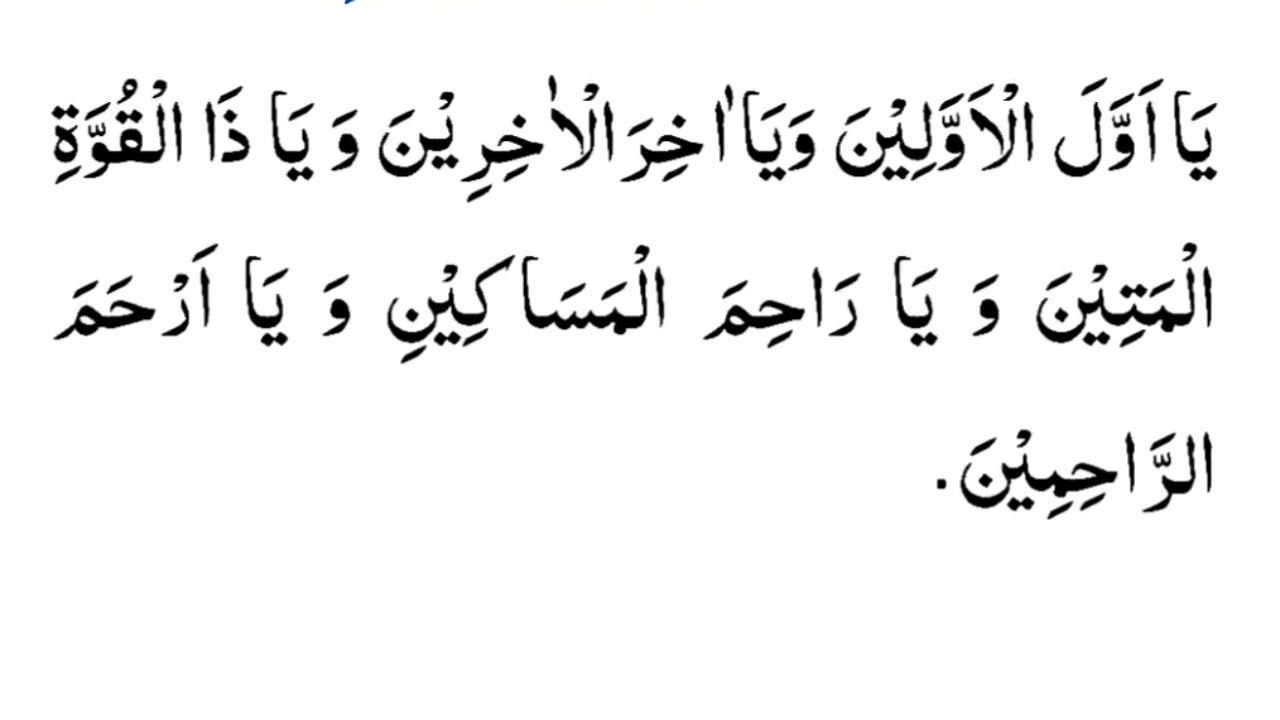 يَا اَوَّلَ الْاَوَّلِيْنَ وَيَا اٰخِرَ الْاٰخِرِيْنَ وَ يَا ذَا الْقُوَّةِ
الْمَتِيْنَ وَ يَا رَاحِمَ الْمَسَاكِيْنِ وَ يَا اَرْحَمَ
الرَّاحِمِيْنَ.